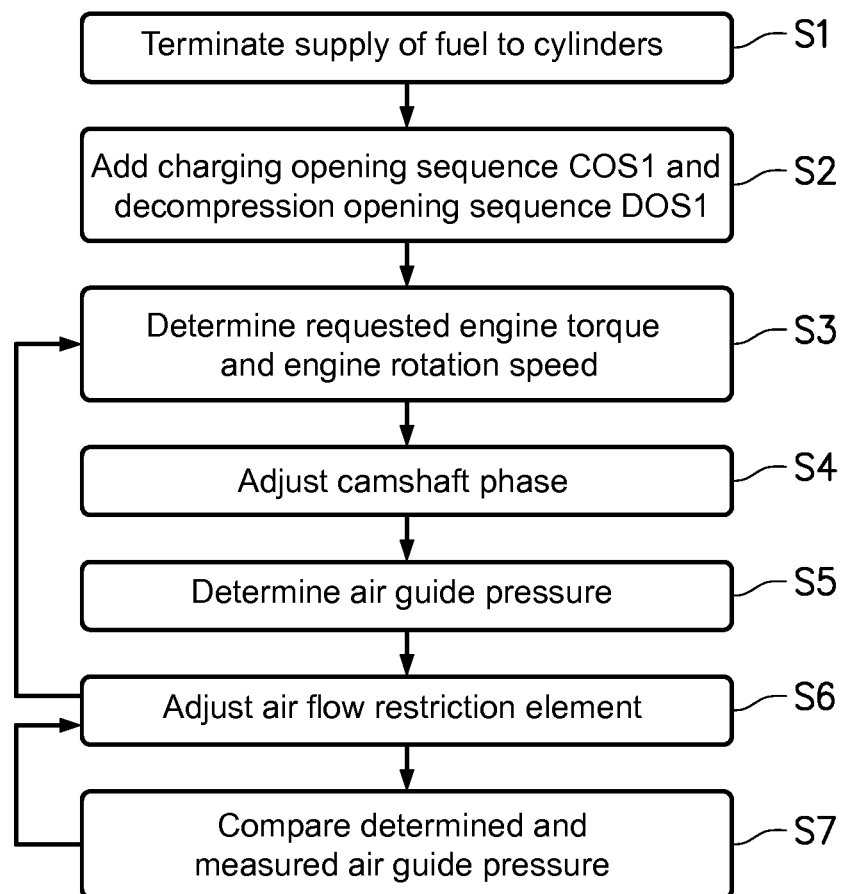 Terminate supply of fuel to cylinders
S1
Add charging opening sequence COS1 and
decompression opening sequence DOS1
S2
Determine requested engine torque
and engine rotation speed
S3
Adjust camshaft phase
S4
Determine air guide pressure
S5
Adjust air flow restriction element
S6
Compare determined and
measured air guide pressure
S7